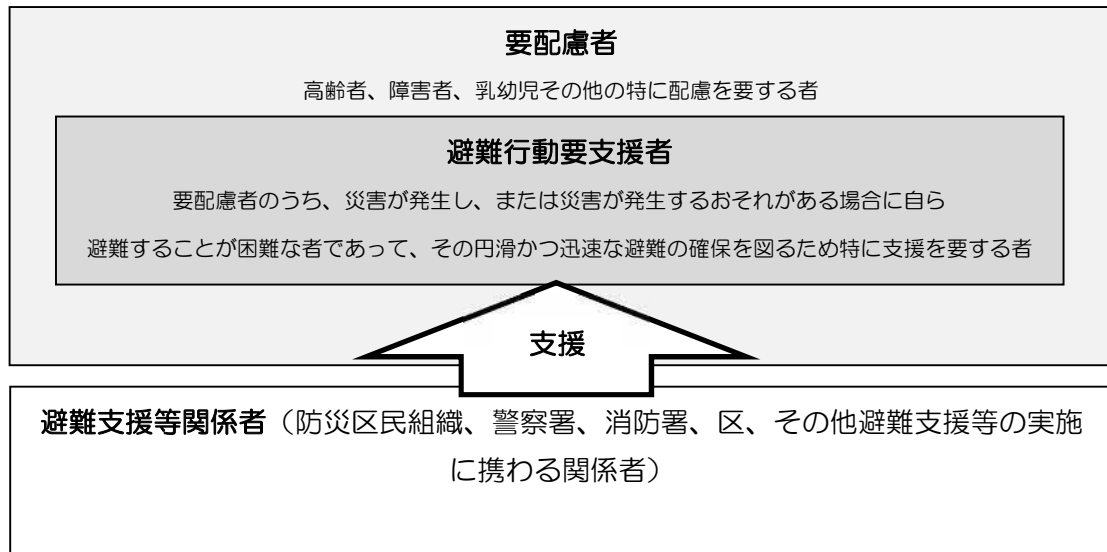 要配慮者
高齢者、障害者、乳幼児その他の特に配慮を要する者
避難行動要支援者
要配慮者のうち、災害が発生し、または災害が発生するおそれがある場合に自ら
避難することが困難な者であって、その円滑かつ迅速な避難の確保を図るため特に支援を要する者
支援
避難支援等関係者（防災区民組織、警察署、消防署、区、その他避難支援等の実施
に携わる関係者）